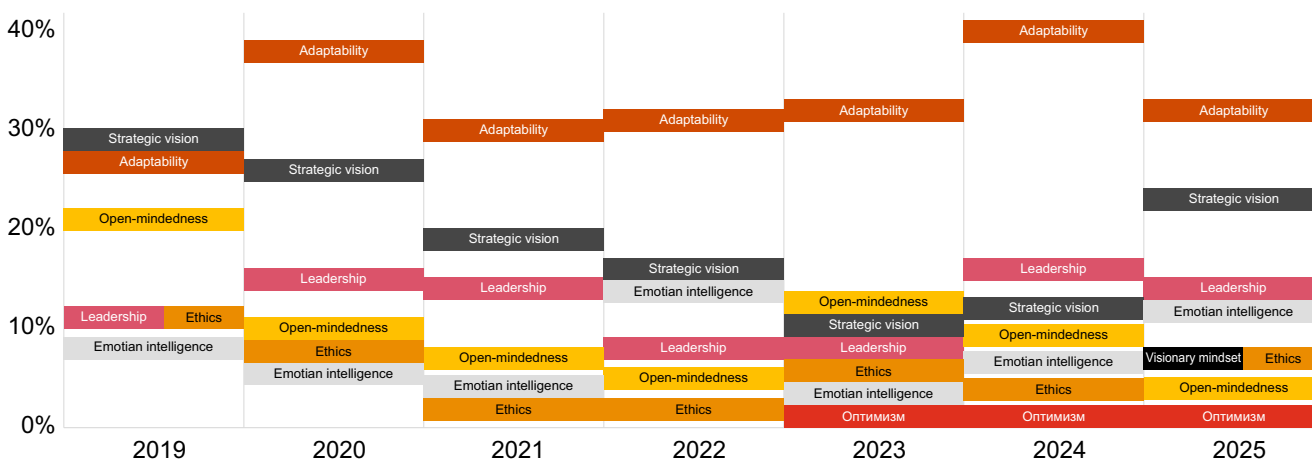 40%
30%
20%
10%
0%
Strategic vision
Adaptability
Open-mindedness
Leadership
Ethics
Emotian intelligence
2019
Adaptability
Strategic vision
Leadership
Open-mindedness
Ethics
Emotian intelligence
2020
Adaptability
Strategic vision
Leadership
Open-mindedness
Emotian intelligence
Ethics
2021
Adaptability
Strategic vision
Emotian intelligence
Leadership
Open-mindedness
Ethics
2022
Adaptability
Open-mindedness
Strategic vision
Leadership
Ethics
Emotian intelligence
Оптимизм
2023
Adaptability
Leadership
Strategic vision
Open-mindedness
Emotian intelligence
Ethics
Оптимизм
2024
Adaptability
Strategic vision
Leadership
Emotian intelligence
Visionary mindset
Ethics
Open-mindedness
Оптимизм
2025